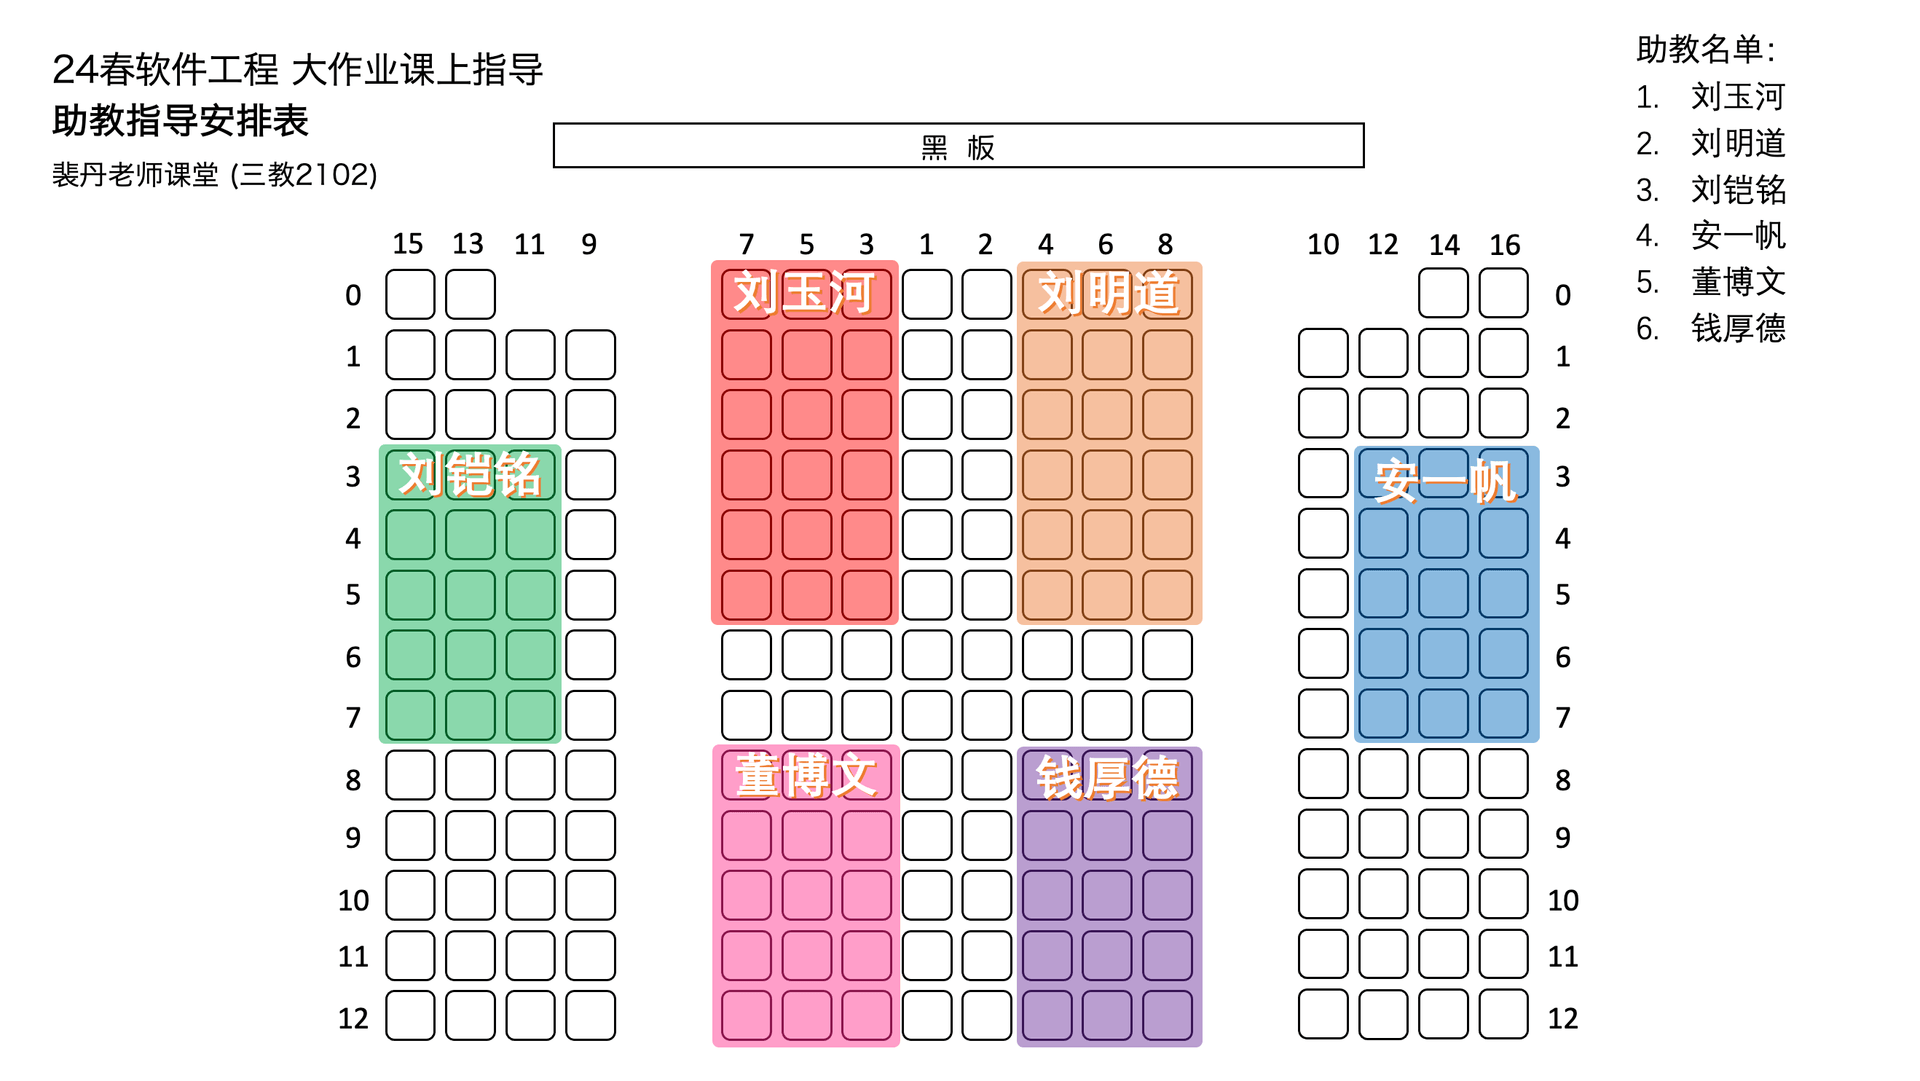 24春软件工程 大作业课上指导
助教指导安排表
裴丹老师课堂 (三教2102)
黑 板
助教名单：
1. 刘玉河
2. 刘明道
3. 刘铠铭
4. 安一帆
5. 董博文
6. 钱厚德
15 13 11 9 7 5 3 1 2 4 6 8 10 12 14 16
0 刘玉河 刘明道 0
1 1
2 2
3 刘铠铭 安一帆 3
4 4
5 5
6 6
7 7
8 董博文 钱厚德 8
9 9
10 10
11 11
12 12